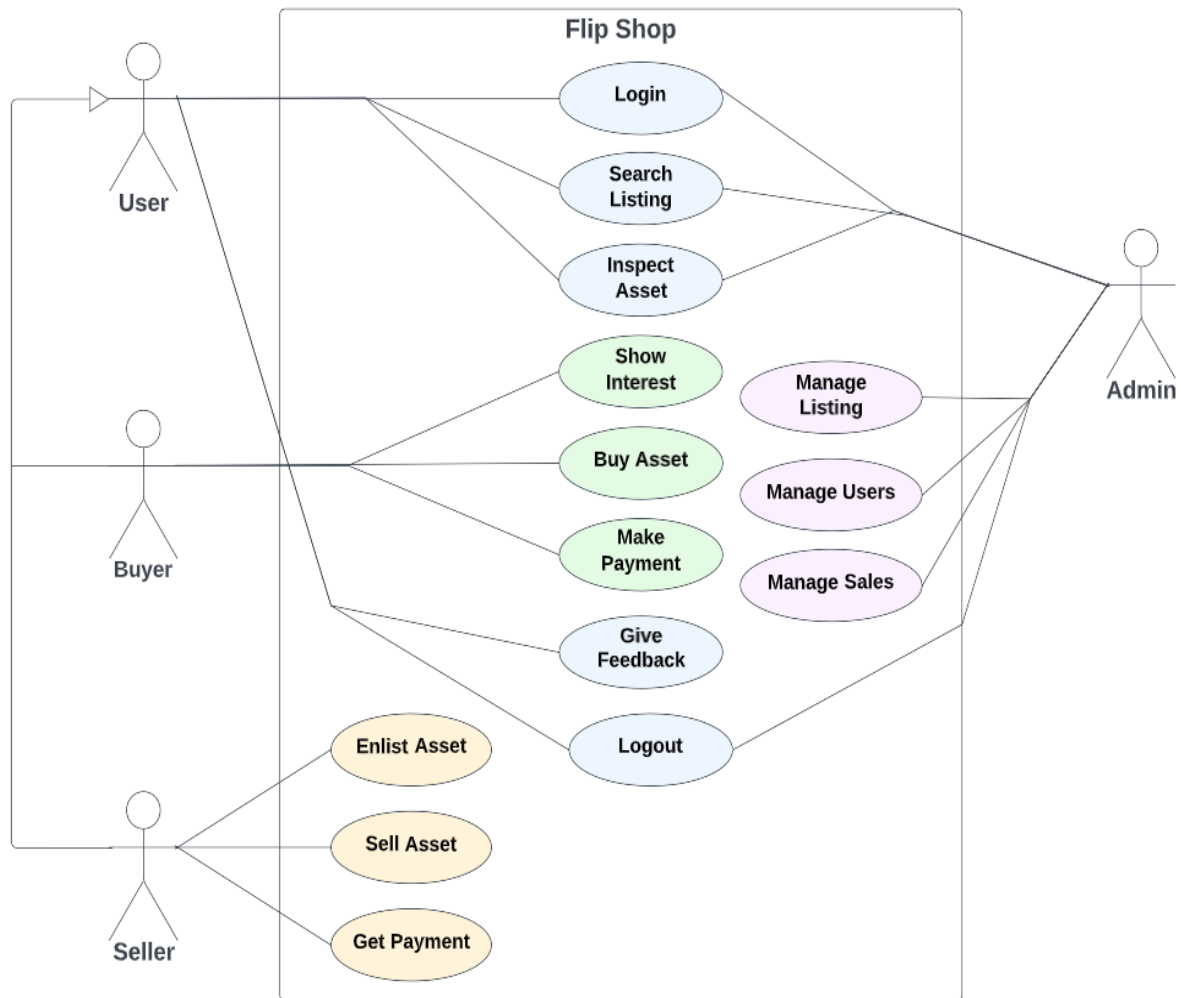 Flip Shop
Login
User
Search
Listing
Inspect
Asset
Show
Interest
Manage
Listing
Admin
Buy Asset
Manage Users
Buyer
Make
Payment
Manage Sales
Give
Feedback
Enlist Asset
Logout
Sell Asset
Seller
Get Payment